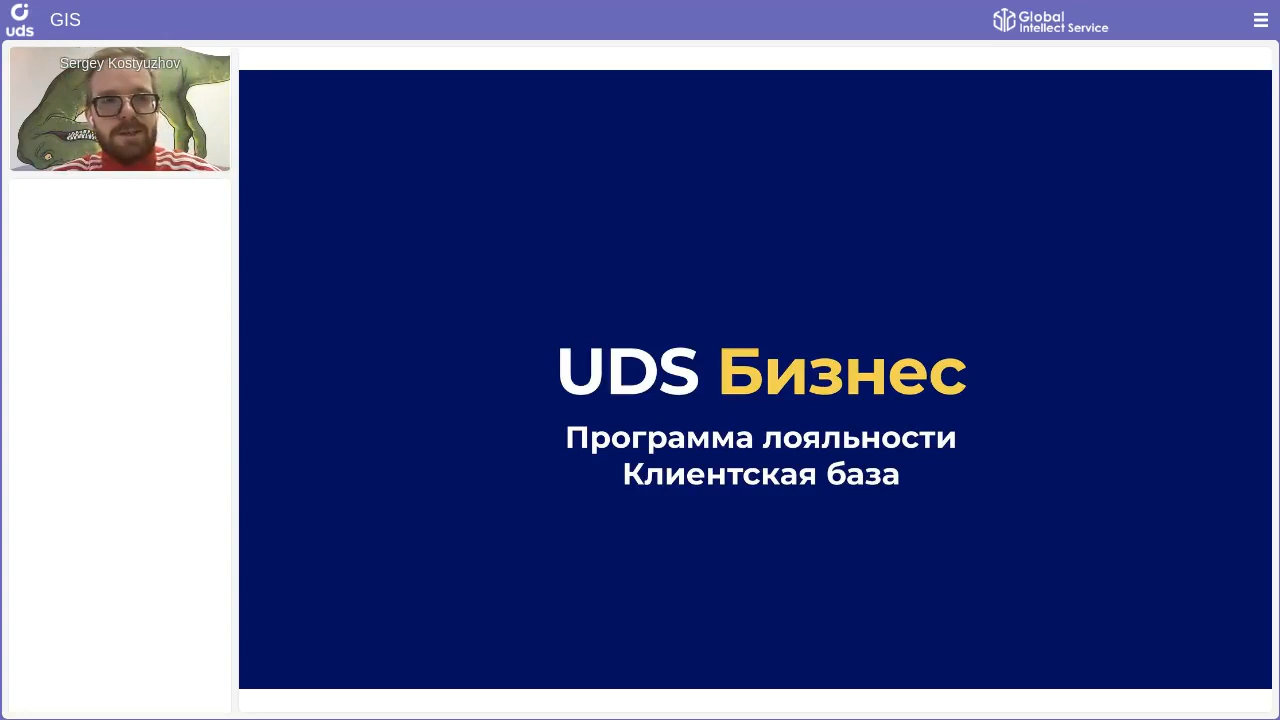 uds
GIS
Global
Intellect Service
Sergey Kostyuzhov
UDS Бизнес
Программа лояльности
Клиентская база